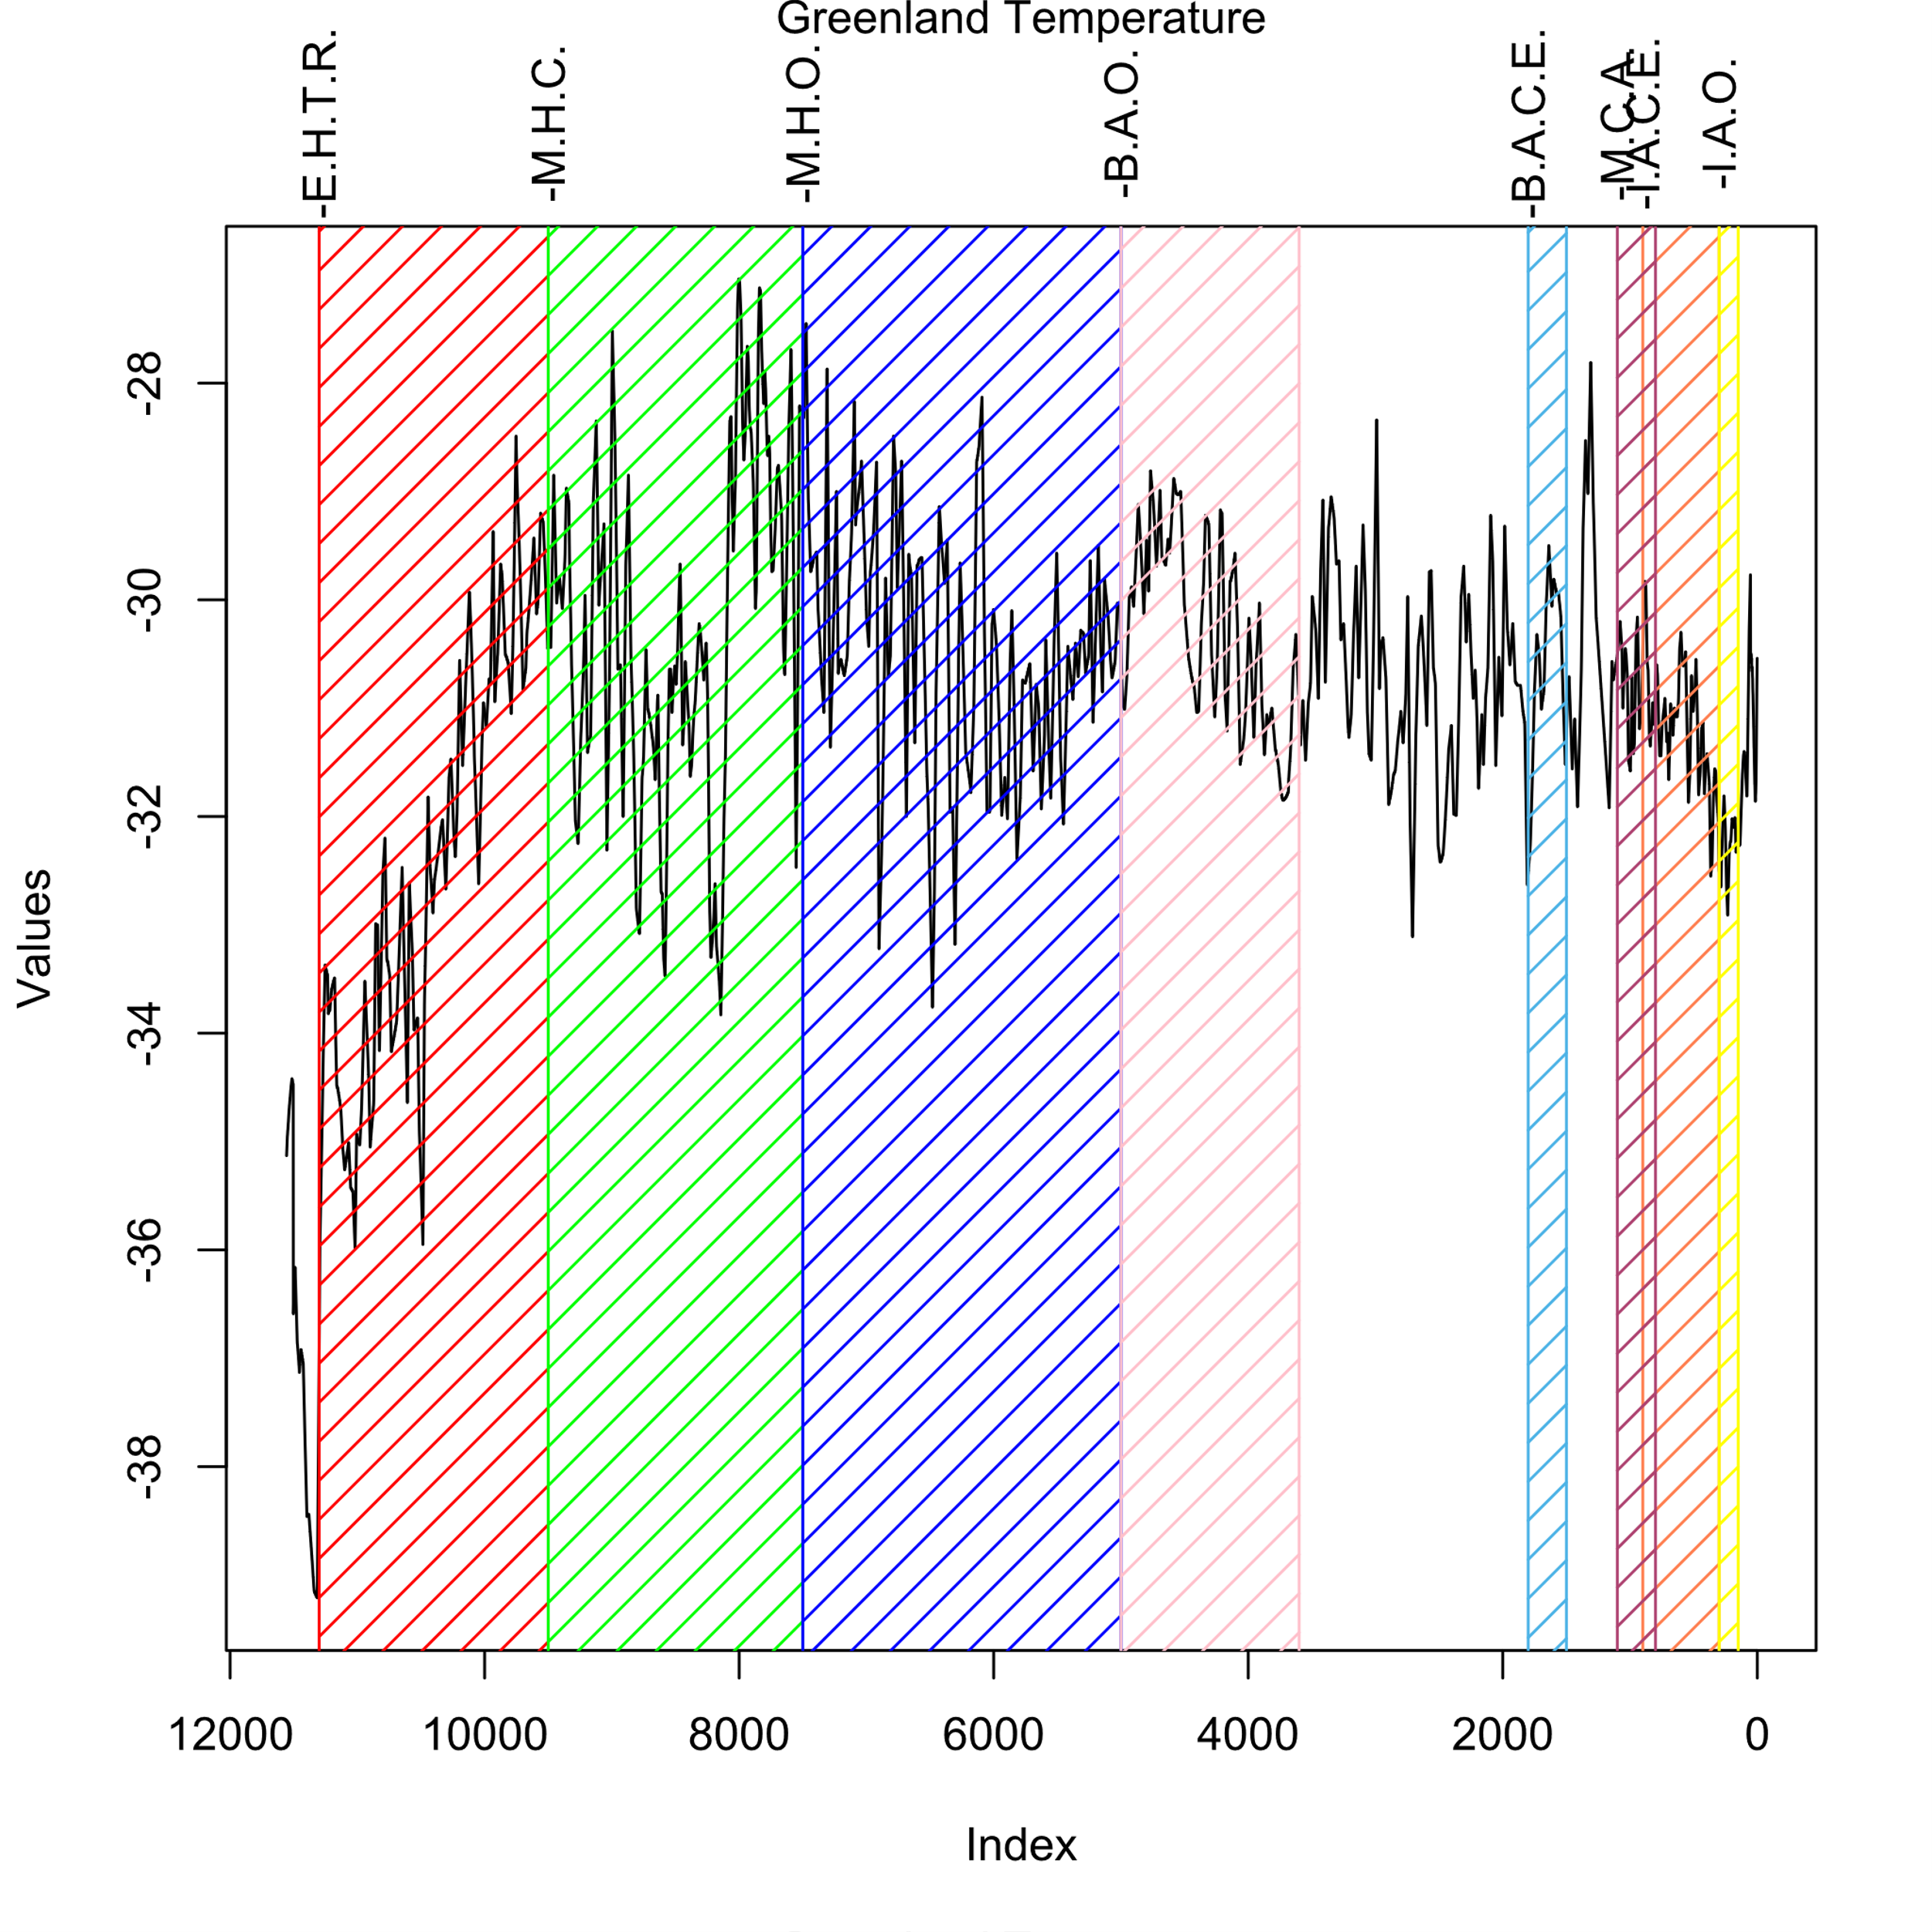 Greenland Temperature
-E.H.T.R.
-M.H.C.
-M.H.O.
-B.A.O.
-B.A.C.E.
-M.C.A.
-I.A.C.E.
-I.A.O.
Values
-28
-30
-32
-34
-36
-38
12000 10000 8000 6000 4000 2000 0
Index